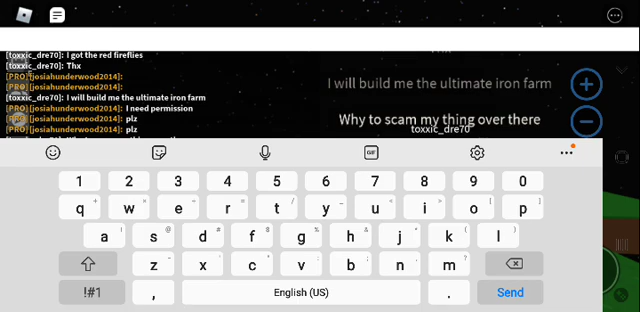 [toxxic_dre70]: I got the red fireflies
[toxxic_dre70]: Thx
[PRO][josiahunderwood2014]:
[PRO][josiahunderwood2014]:
[toxxic_dre70]: I will build me the ultimate iron farm
[PRO][josiahunderwood2014]: I need permission
[PRO][josiahunderwood2014]: plz
[PRO][josiahunderwood2014]: plz
I will build me the ultimate iron farm
Why to scam my thing over there
toxxic_dre70
GIF
1 2 3 4 5 6 7 8 9 0
q w e r t y u i o p
a s d f g h j k l
z x c v b n m
!#1 , English (US) . Send